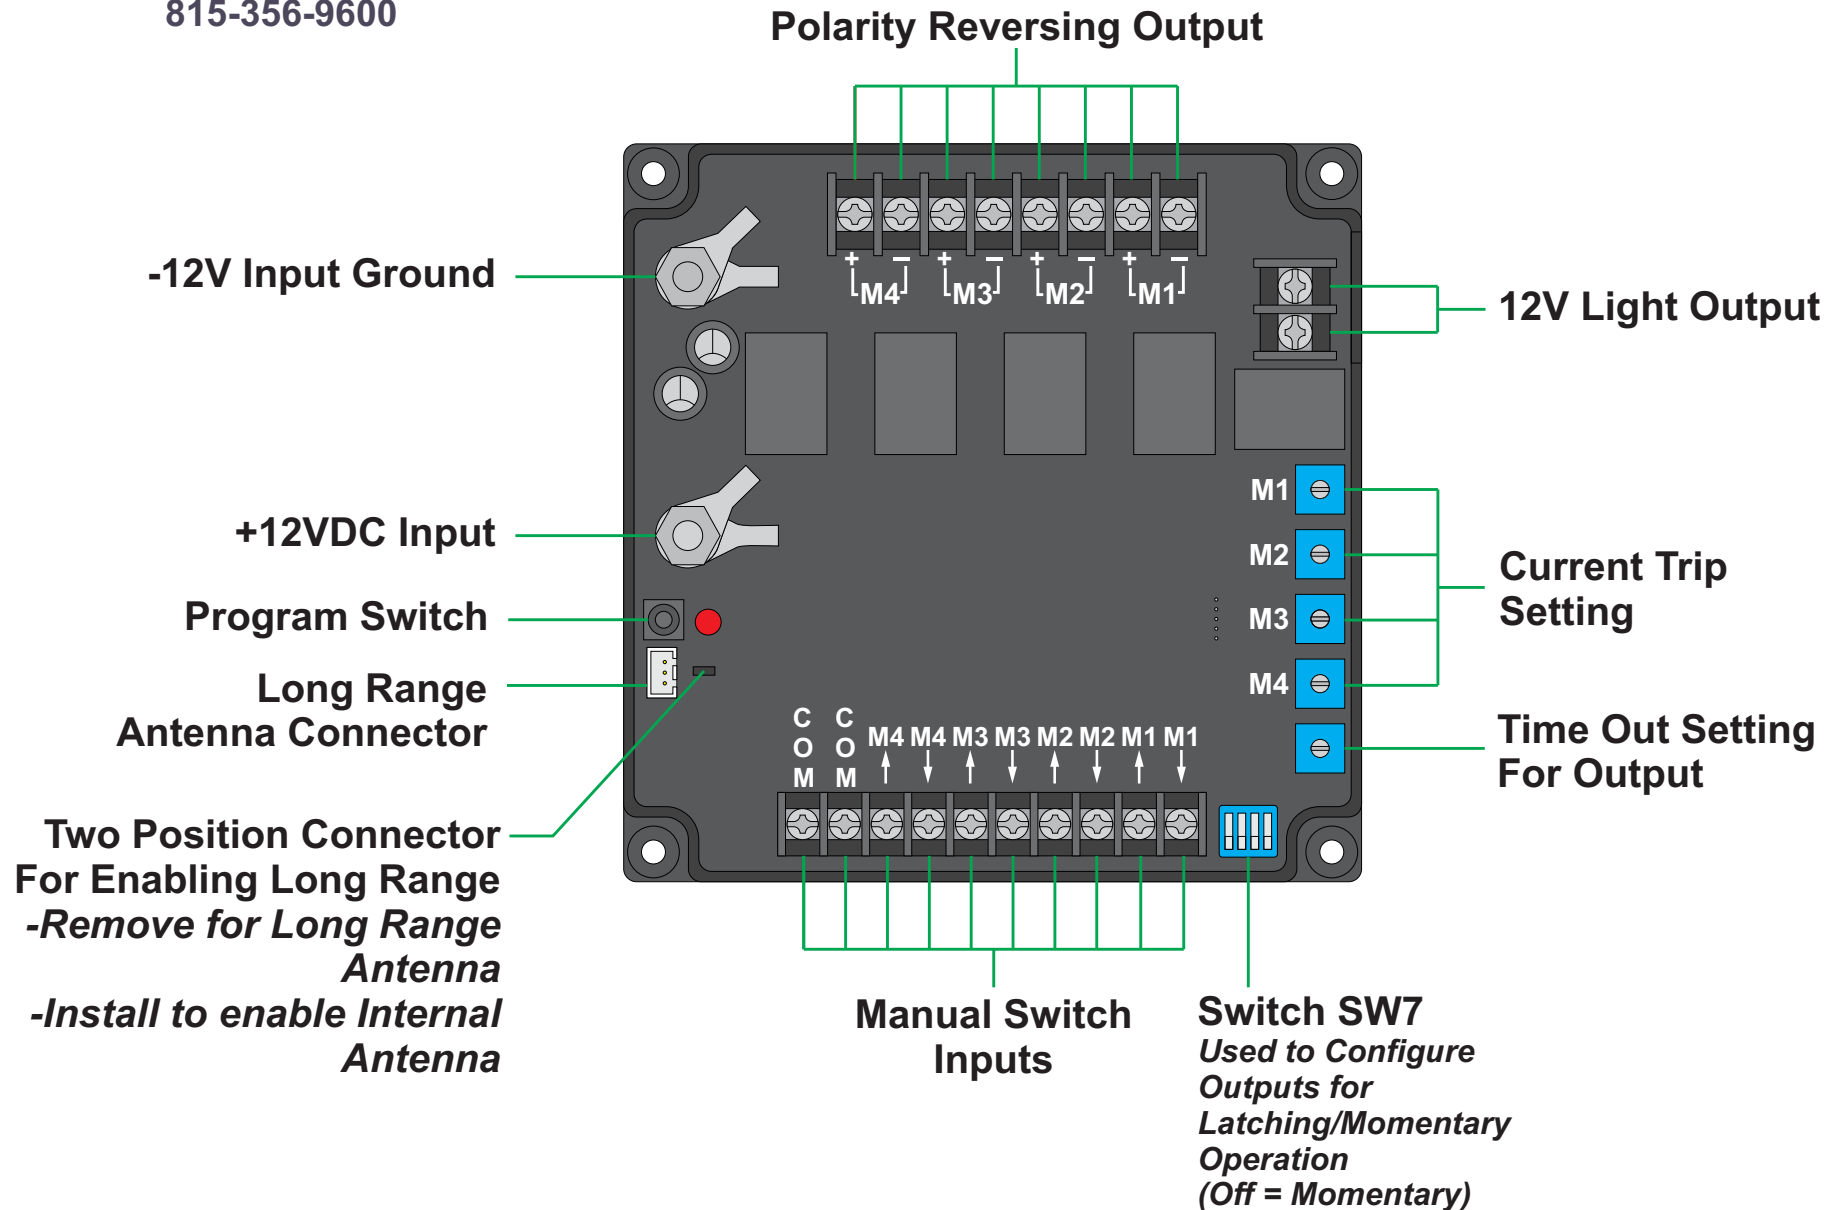 815-356-9600
Polarity Reversing Output
-12V Input Ground
+ - + - + - + -
M4 M3 M2 M1
12V Light Output
+12VDC Input
M1
M2
M3
M4
Current Trip
Setting
Program Switch
Long Range
Antenna Connector
Time Out Setting
For Output
COM COM M4 M4 M3 M3 M2 M2 M1 M1
↑ ↓ ↑ ↓ ↑ ↓ ↑ ↓
Two Position Connector
For Enabling Long Range
-Remove for Long Range
Antenna
-Install to enable Internal
Antenna
Manual Switch
Inputs
Switch SW7
Used to Configure
Outputs for
Latching/Momentary
Operation
(Off = Momentary)